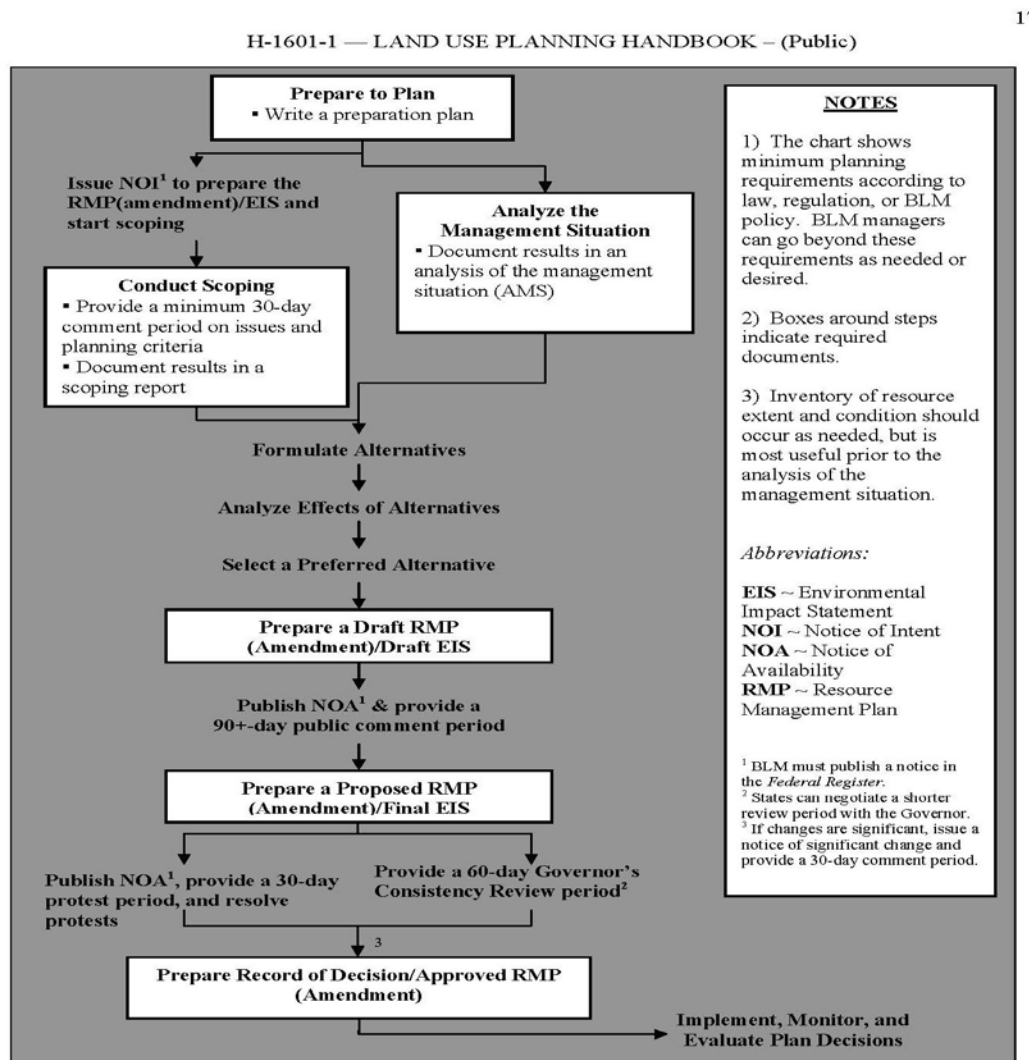 17
H-1601-1 — LAND USE PLANNING HANDBOOK – (Public)
Prepare to Plan
▪ Write a preparation plan
Issue NOI¹ to prepare the
RMP(amendment)/EIS and
start scoping
Analyze the
Management Situation
▪ Document results in an
analysis of the management
situation (AMS)
Conduct Scoping
▪ Provide a minimum 30-day
comment period on issues and
planning criteria
▪ Document results in a
scoping report
Formulate Alternatives
Analyze Effects of Alternatives
Select a Preferred Alternative
Prepare a Draft RMP
(Amendment)/Draft EIS
Publish NOA¹ & provide a
90+-day public comment period
Prepare a Proposed RMP
(Amendment)/Final EIS
Publish NOA¹, provide a 30-day
protest period, and resolve
protests
Provide a 60-day Governor's
Consistency Review period²
3
Prepare Record of Decision/Approved RMP
(Amendment)
Implement, Monitor, and
Evaluate Plan Decisions
NOTES
1) The chart shows
minimum planning
requirements according to
law, regulation, or BLM
policy. BLM managers
can go beyond these
requirements as needed or
desired.
2) Boxes around steps
indicate required
documents.
3) Inventory of resource
extent and condition should
occur as needed, but is
most useful prior to the
analysis of the
management situation.
Abbreviations:
EIS ~ Environmental
Impact Statement
NOI ~ Notice of Intent
NOA ~ Notice of
Availability
RMP ~ Resource
Management Plan
¹ BLM must publish a notice in
the Federal Register.
² States can negotiate a shorter
review period with the Governor.
³ If changes are significant, issue a
notice of significant change and
provide a 30-day comment period.